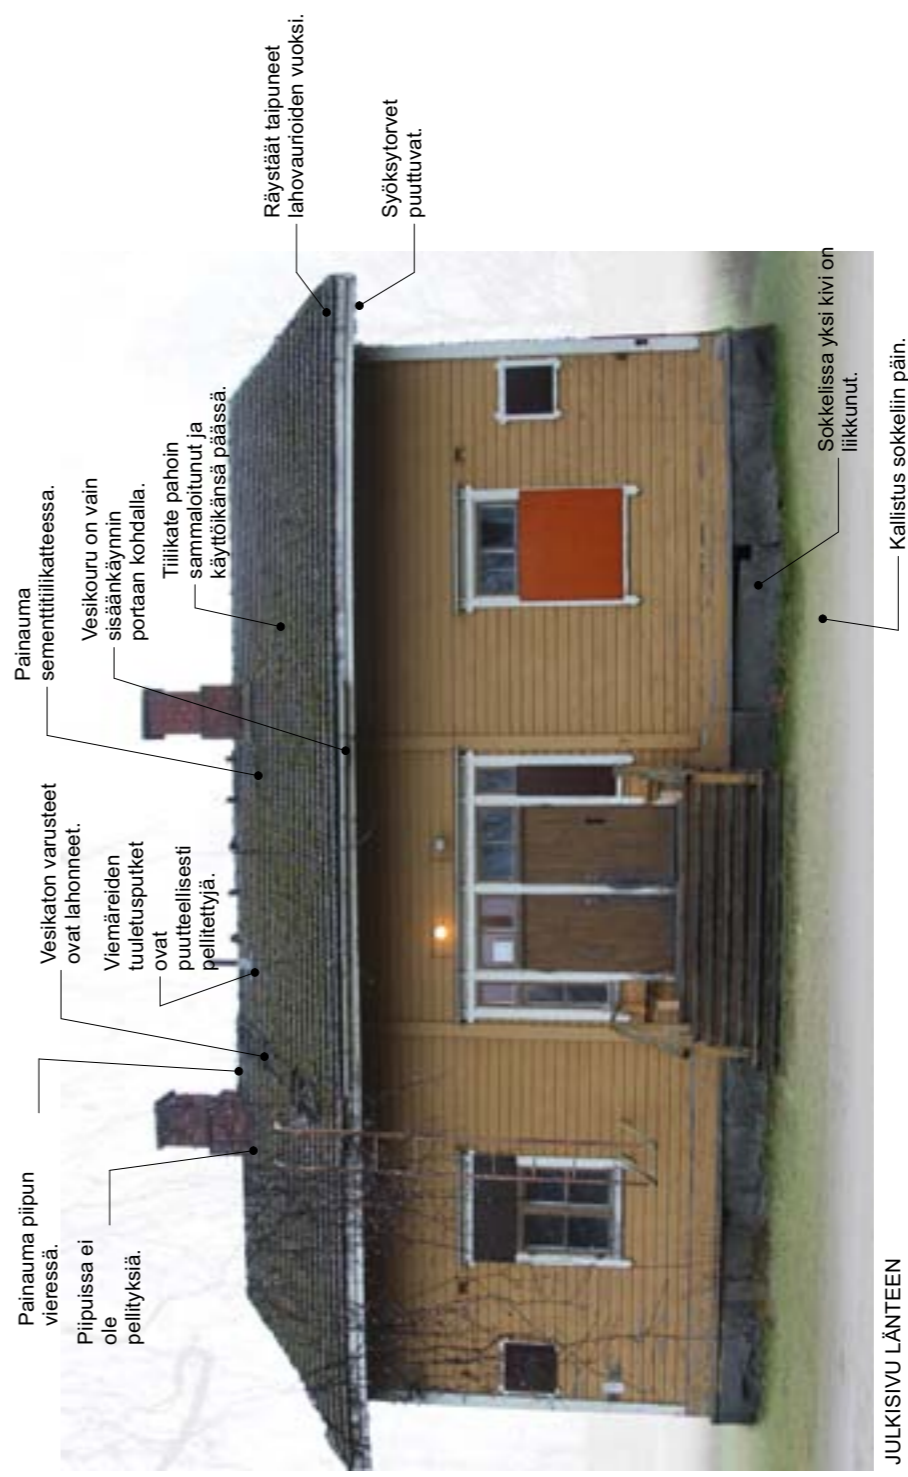 Painauma piipun
vieressä.
Painauma
sementtitiilikatteessa.
Vesikaton varusteet
ovat lahonneet.
Piipuissa ei
ole
pellityksiä.
Vesikouru on vain
sisäänkäynnin
portaan kohdalla.
Viemäreiden
tuuletusputket
ovat
puutteellisesti
pellitettyjä.
Tiilikate pahoin
sammaloitunut ja
käyttöikänsä päässä.
Räystäät taipuneet
lahovaurioiden vuoksi.
Syöksytorvet
puuttuvat.
Sokkelissa yksi kivi on
liikkunut.
Kallistus sokkeliin päin.
JULKISIVU LÄNTEEN